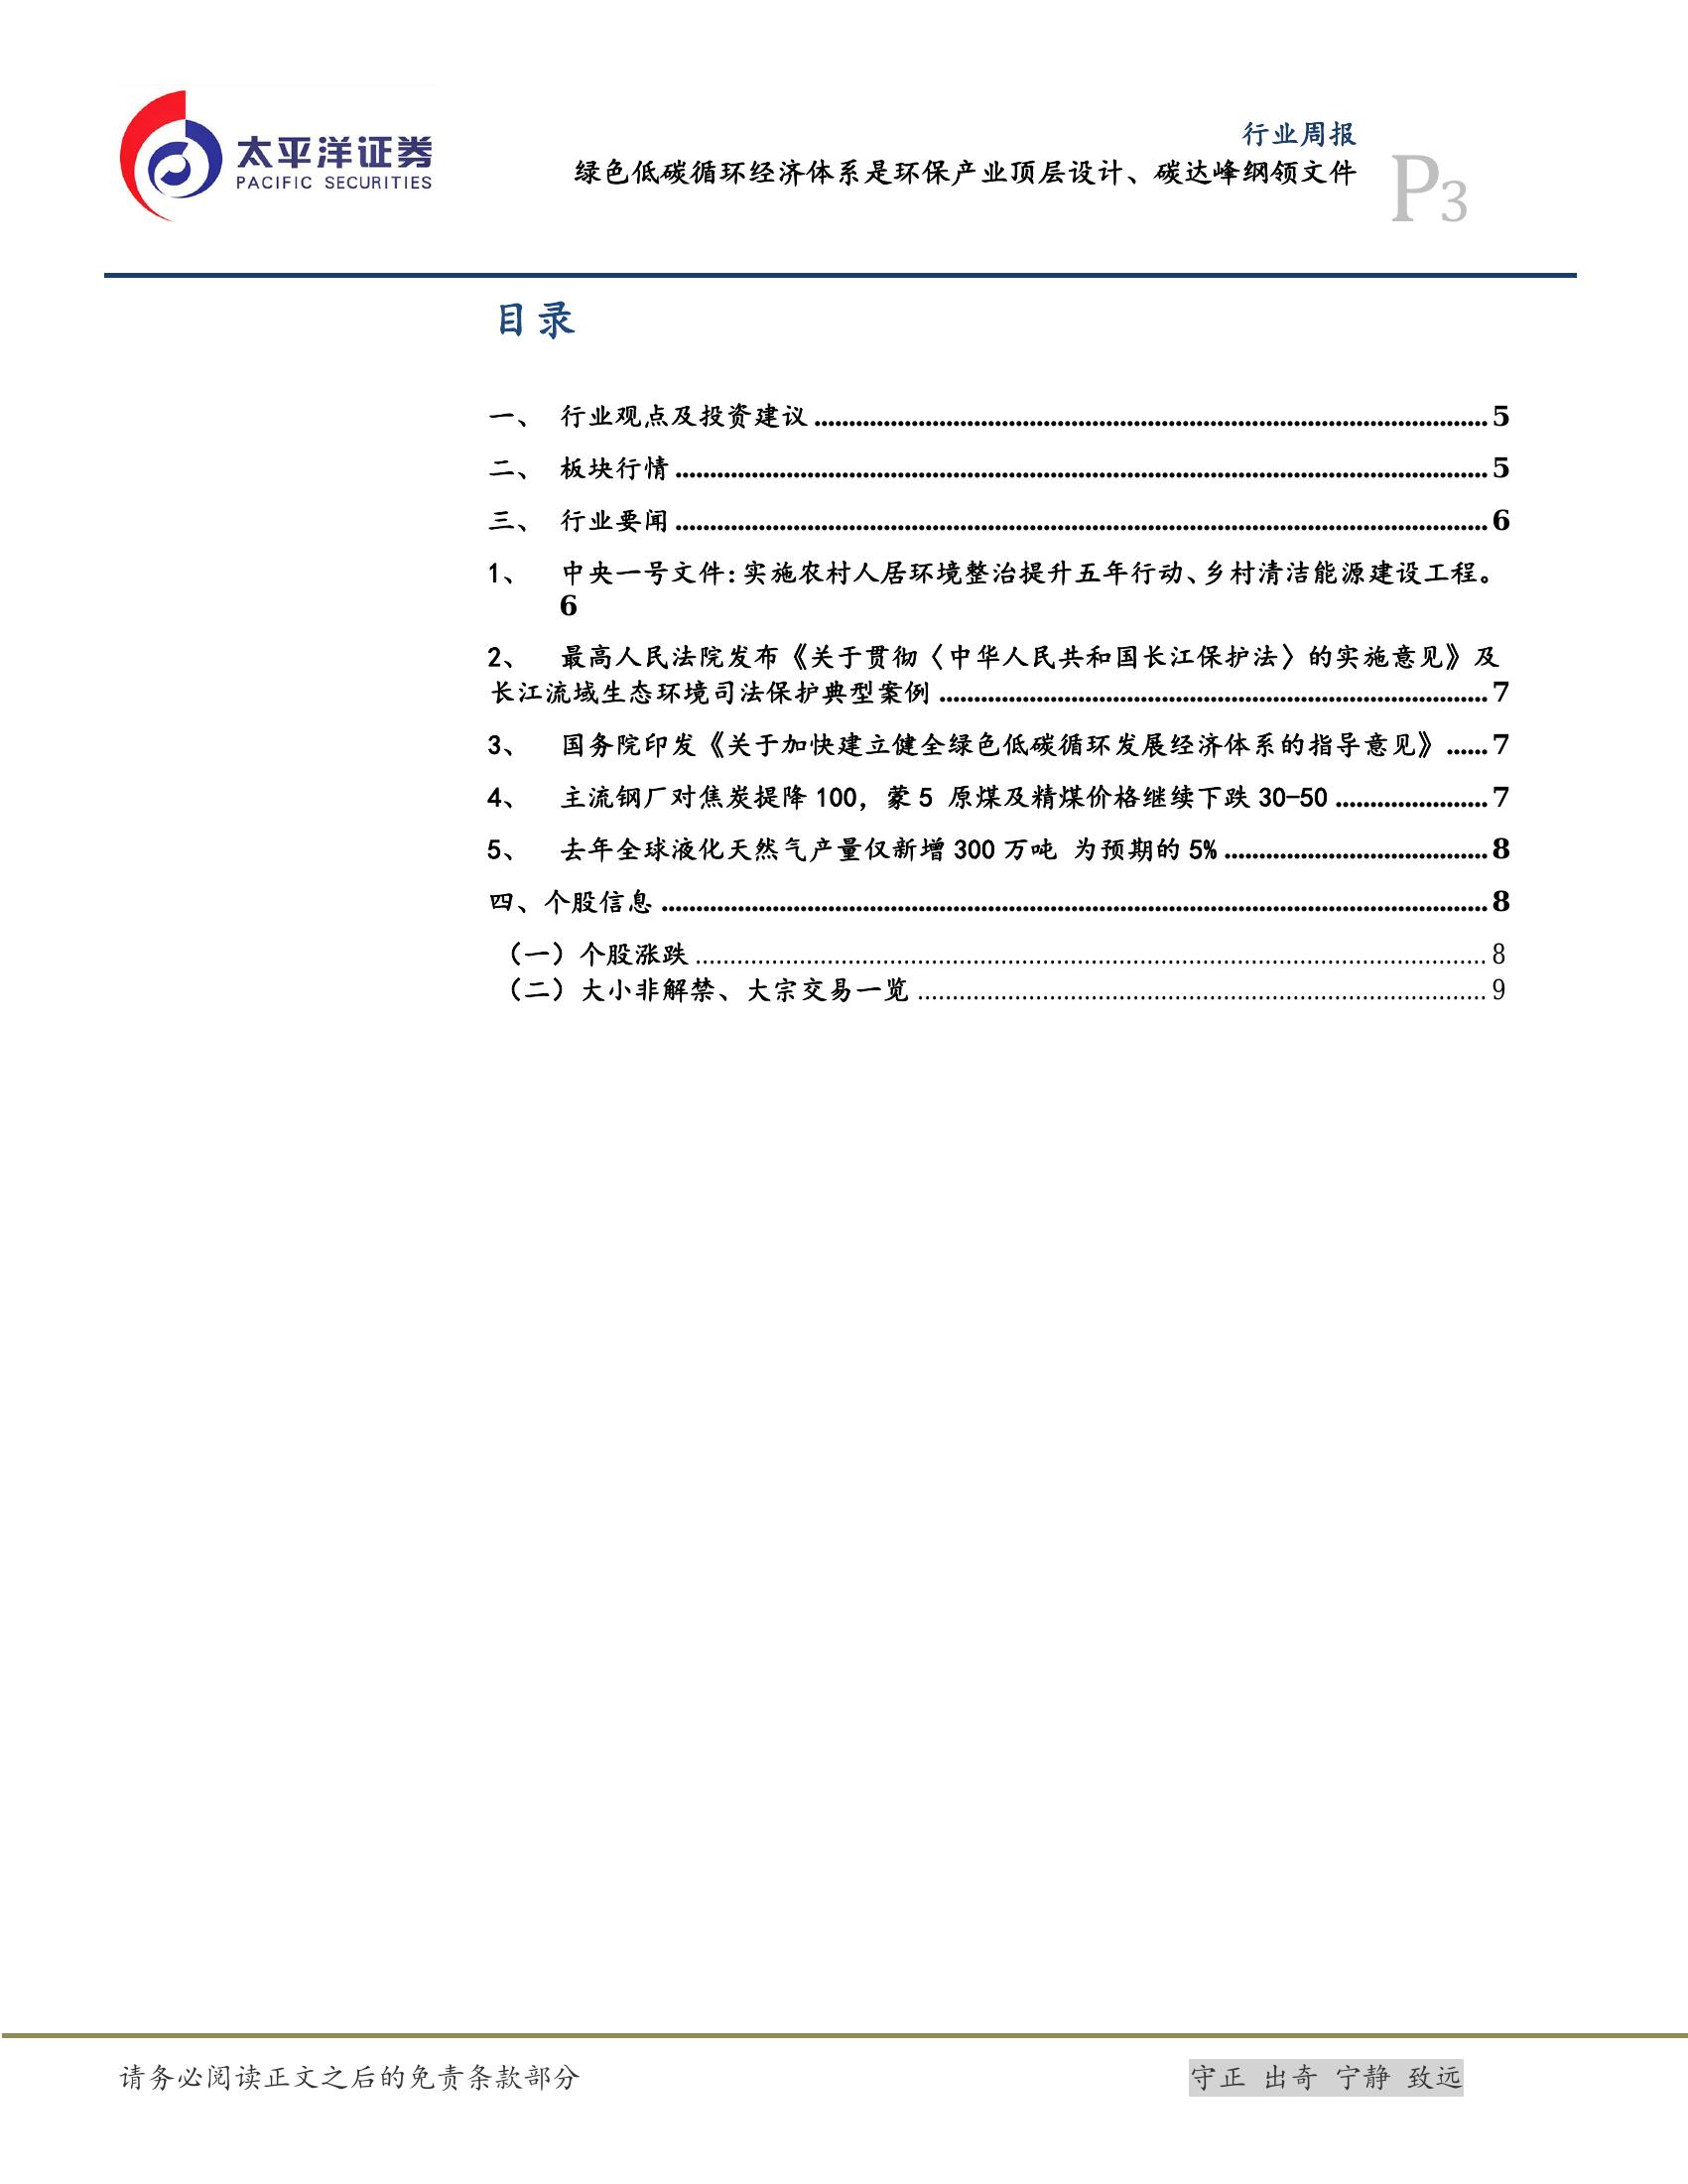 太平洋证券
PACIFIC SECURITIES
行业周报
绿色低碳循环经济体系是环保产业顶层设计、碳达峰纲领文件
P3
目录
一、 行业观点及投资建议 ........ 5
二、 板块行情 ........ 5
三、 行业要闻 ........ 6
1、 中央一号文件：实施农村人居环境整治提升五年行动、乡村清洁能源建设工程。
6
2、 最高人民法院发布《关于贯彻〈中华人民共和国长江保护法〉的实施意见》及
长江流域生态环境司法保护典型案例 ........ 7
3、 国务院印发《关于加快建立健全绿色低碳循环发展经济体系的指导意见》 ...... 7
4、 主流钢厂对焦炭提降 100，蒙 5 原煤及精煤价格继续下跌 30-50 ........ 7
5、 去年全球液化天然气产量仅新增 300 万吨 为预期的 5% ........ 8
四、个股信息 ........ 8
（一）个股涨跌 ........ 8
（二）大小非解禁、大宗交易一览 ........ 9
请务必阅读正文之后的免责条款部分
守正 出奇 宁静 致远